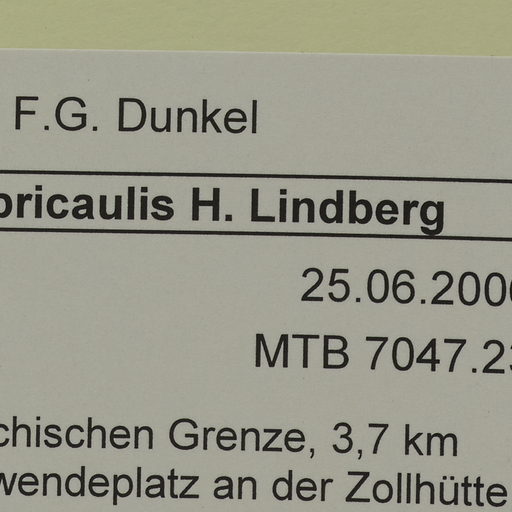 F.G. Dunkel
bricaulis H. Lindberg
25.06.200
MTB 7047.2
chischen Grenze, 3,7 km
wendeplatz an der Zollhütte